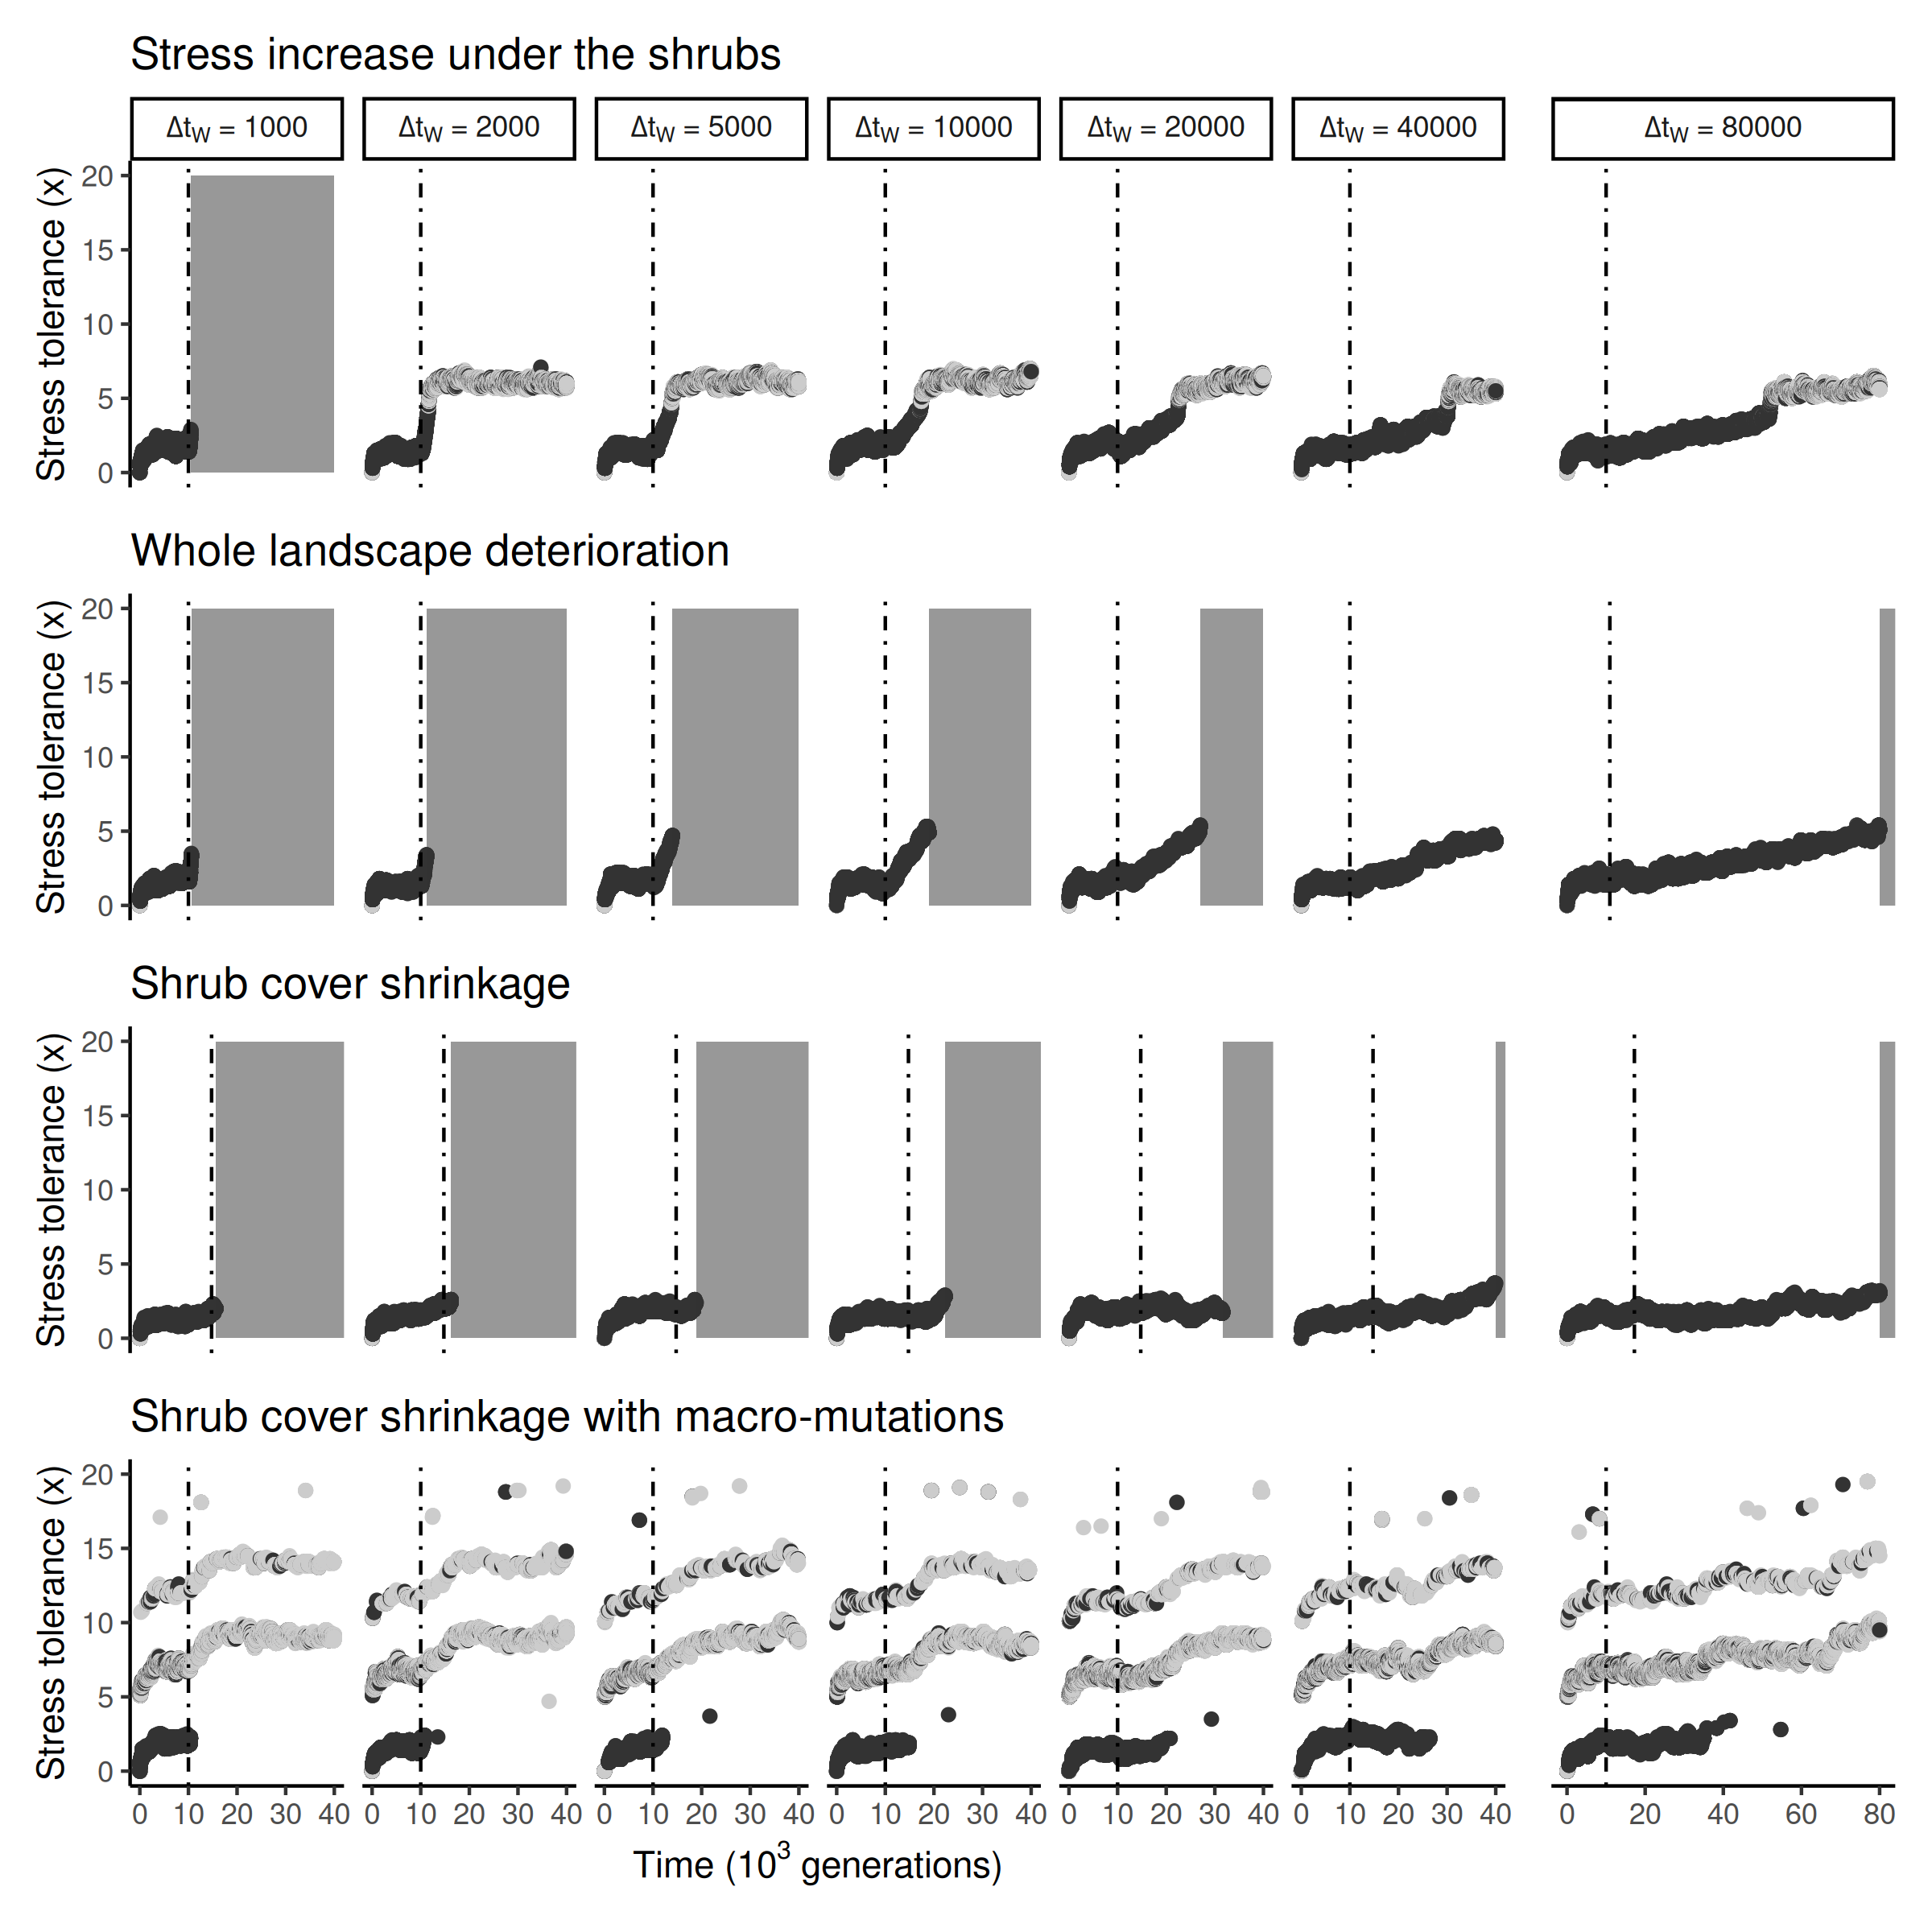 Stress increase under the shrubs
Δt_W = 1000 Δt_W = 2000 Δt_W = 5000 Δt_W = 10000 Δt_W = 20000 Δt_W = 40000 Δt_W = 80000
Stress tolerance (x)
20
15
10
5
0
Whole landscape deterioration
Stress tolerance (x)
20
15
10
5
0
Shrub cover shrinkage
Stress tolerance (x)
20
15
10
5
0
Shrub cover shrinkage with macro-mutations
Stress tolerance (x)
20
15
10
5
0
0 10 20 30 40 0 10 20 30 40 0 10 20 30 40 0 10 20 30 40 0 10 20 30 40 0 10 20 30 40 0 20 40 60 80
Time (10³ generations)